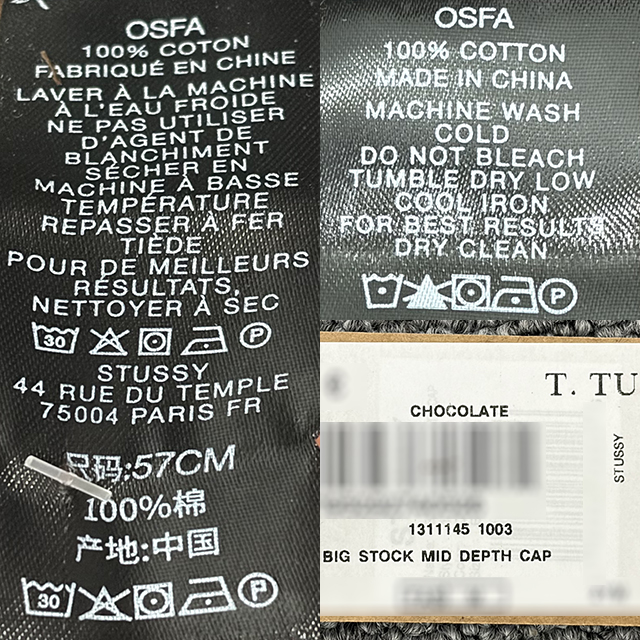 OSFA
100% COTON
FABRIQUÉ EN CHINE
LAVER À LA MACHINE
À L'EAU FROIDE
NE PAS UTILISER
D'AGENT DE
BLANCHIMENT
SÉCHER EN
MACHINE À BASSE
TEMPÉRATURE
REPASSER À FER
TIÈDE
POUR DE MEILLEURS
RÉSULTATS,
NETTOYER À SEC
30 P
STUSSY
44 RUE DU TEMPLE
75004 PARIS FR
尺码:57CM
100%棉
产地:中国
30 P
OSFA
100% COTTON
MADE IN CHINA
MACHINE WASH
COLD
DO NOT BLEACH
TUMBLE DRY LOW
COOL IRON
FOR BEST RESULTS
DRY CLEAN
P
T. TU
CHOCOLATE
STUSSY
1311145 1003
BIG STOCK MID DEPTH CAP